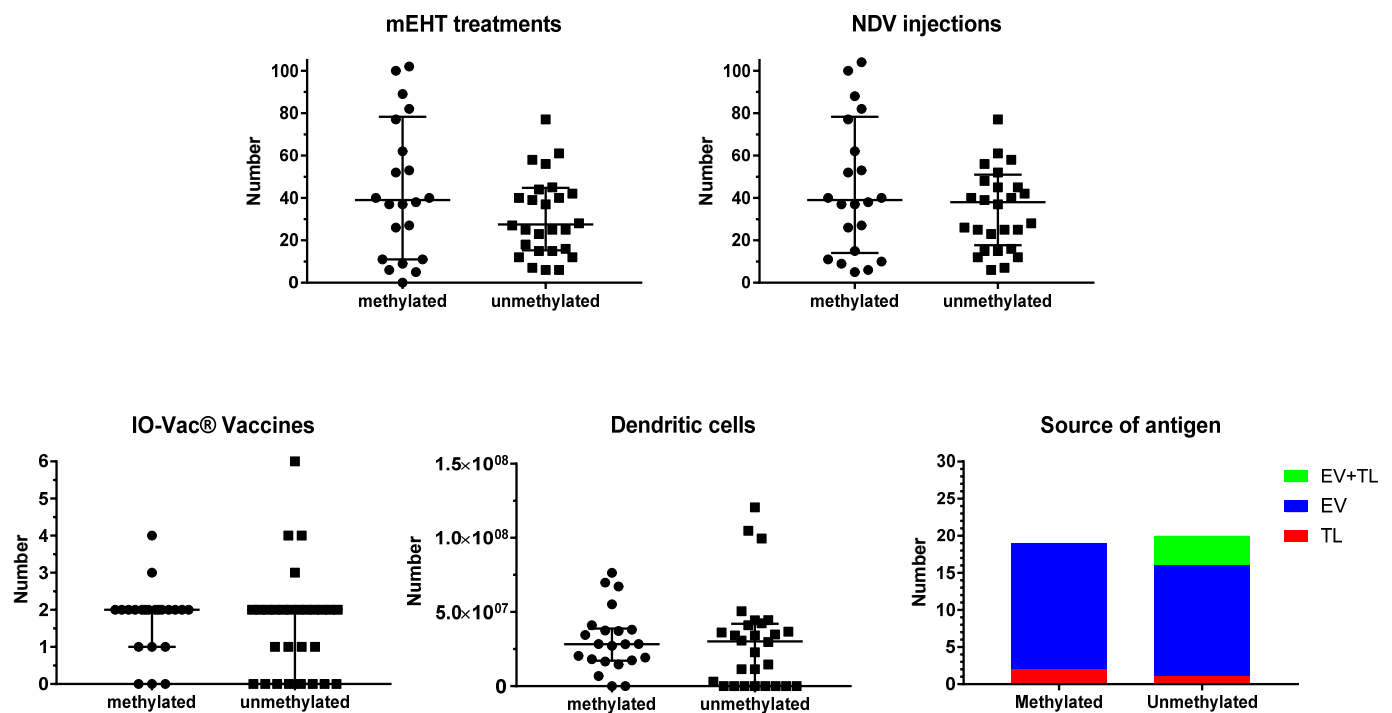 mEHT treatments
Number
100
80
60
40
20
0
methylated
unmethylated
NDV injections
Number
100
80
60
40
20
0
methylated
unmethylated
IO-Vac® Vaccines
Number
6
5
4
3
2
1
0
methylated
unmethylated
Dendritic cells
Number
1.5×10⁰⁸
1.0×10⁰⁸
5.0×10⁰⁷
0
methylated
unmethylated
Source of antigen
Number
30
25
20
15
10
5
0
Methylated
Unmethylated
EV+TL
EV
TL